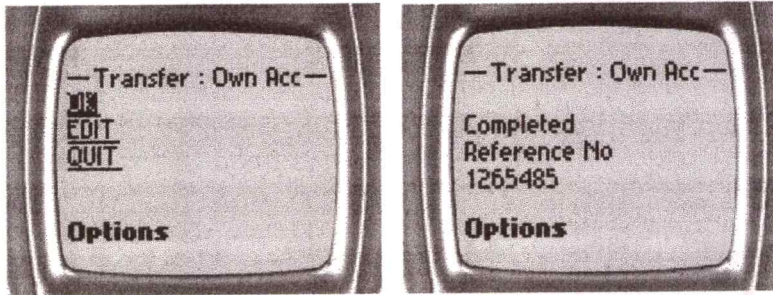 Transfer : Own Acc
OK
EDIT
QUIT
Options
Transfer : Own Acc
Completed
Reference No
1265485
Options